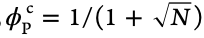 , ϕ_P^c = 1/(1 + √N)